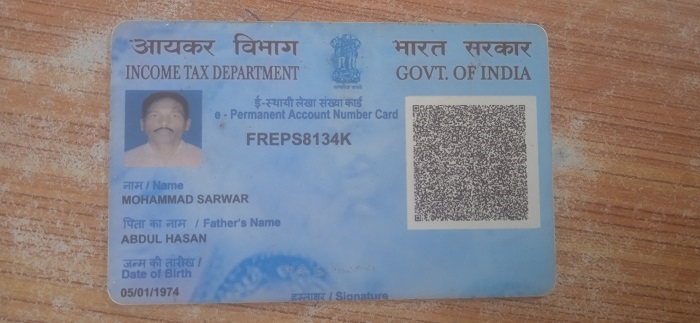 आयकर विभाग
INCOME TAX DEPARTMENT
भारत सरकार
GOVT. OF INDIA
ई-स्थायी लेखा संख्या कार्ड
e - Permanent Account Number Card
FREPS8134K
नाम / Name
MOHAMMAD SARWAR
पिता का नाम / Father's Name
ABDUL HASAN
जन्म की तारीख /
Date of Birth
05/01/1974
हस्ताक्षर / Signature